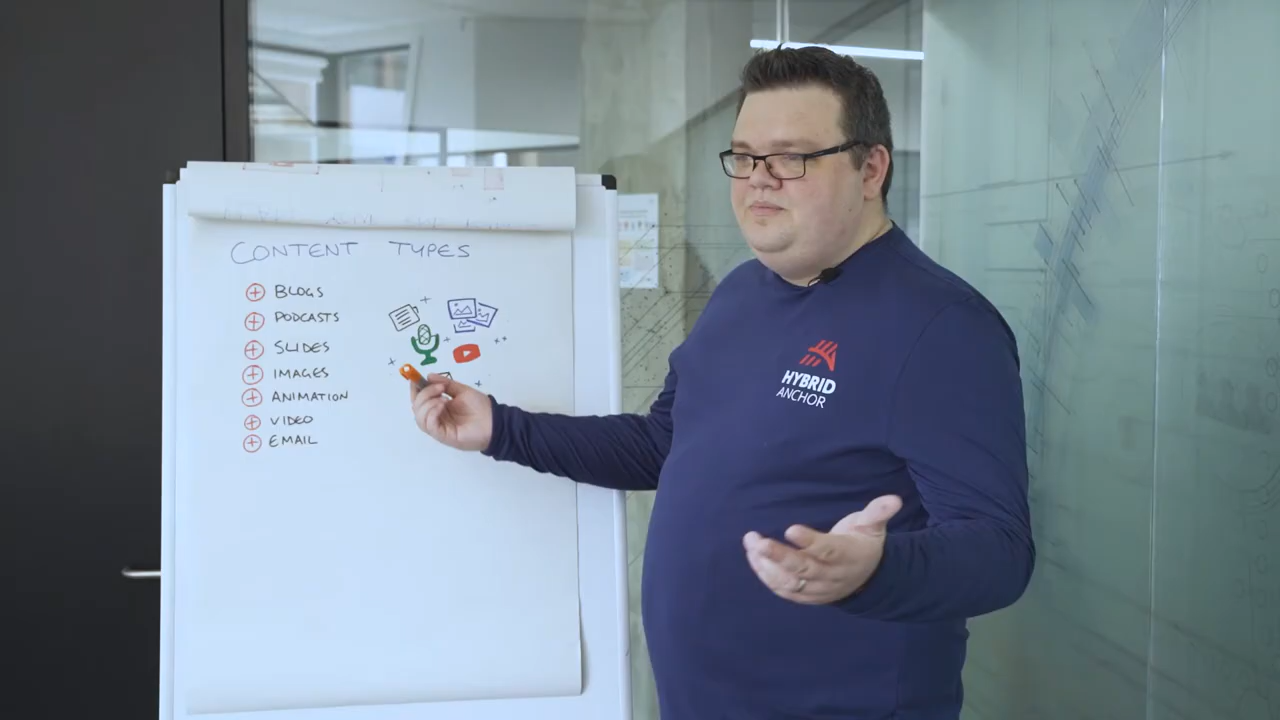 CONTENT TYPES
BLOGS
PODCASTS
SLIDES
IMAGES
ANIMATION
VIDEO
EMAIL
HYBRID
ANCHOR